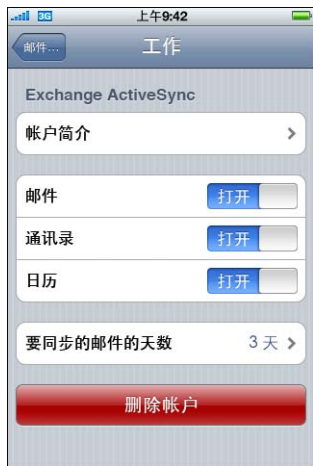 3G 上午9:42
邮件... 工作
Exchange ActiveSync
帐户简介
邮件 打开
通讯录 打开
日历 打开
要同步的邮件的天数 3 天
删除帐户